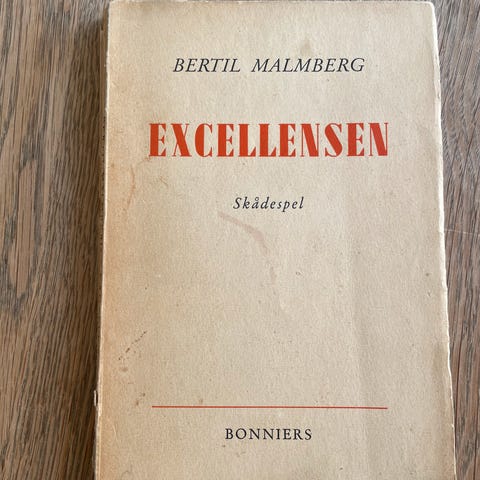 BERTIL MALMBERG
EXCELLENSEN
Skådespel
BONNIERS